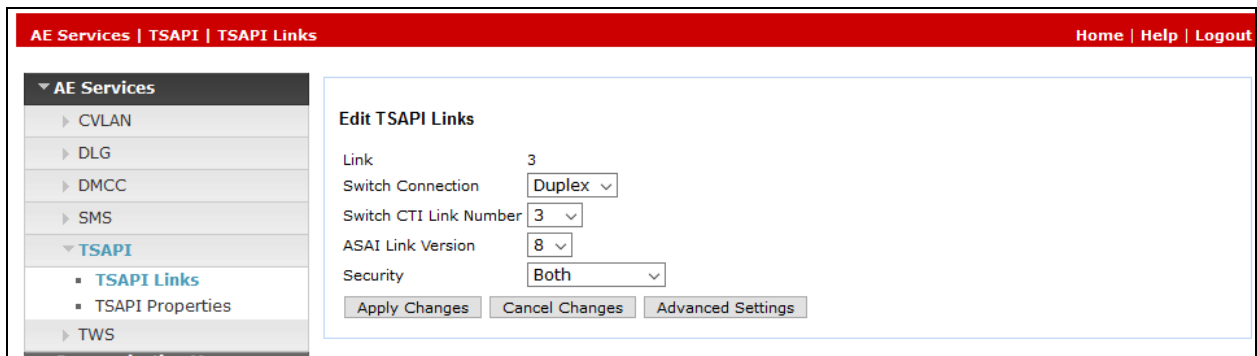 AE Services | TSAPI | TSAPI Links
Home | Help | Logout
AE Services
CVLAN
DLG
DMCC
SMS
TSAPI
TSAPI Links
TSAPI Properties
TWS
Edit TSAPI Links
Link 3
Switch Connection Duplex
Switch CTI Link Number 3
ASAI Link Version 8
Security Both
Apply Changes Cancel Changes Advanced Settings